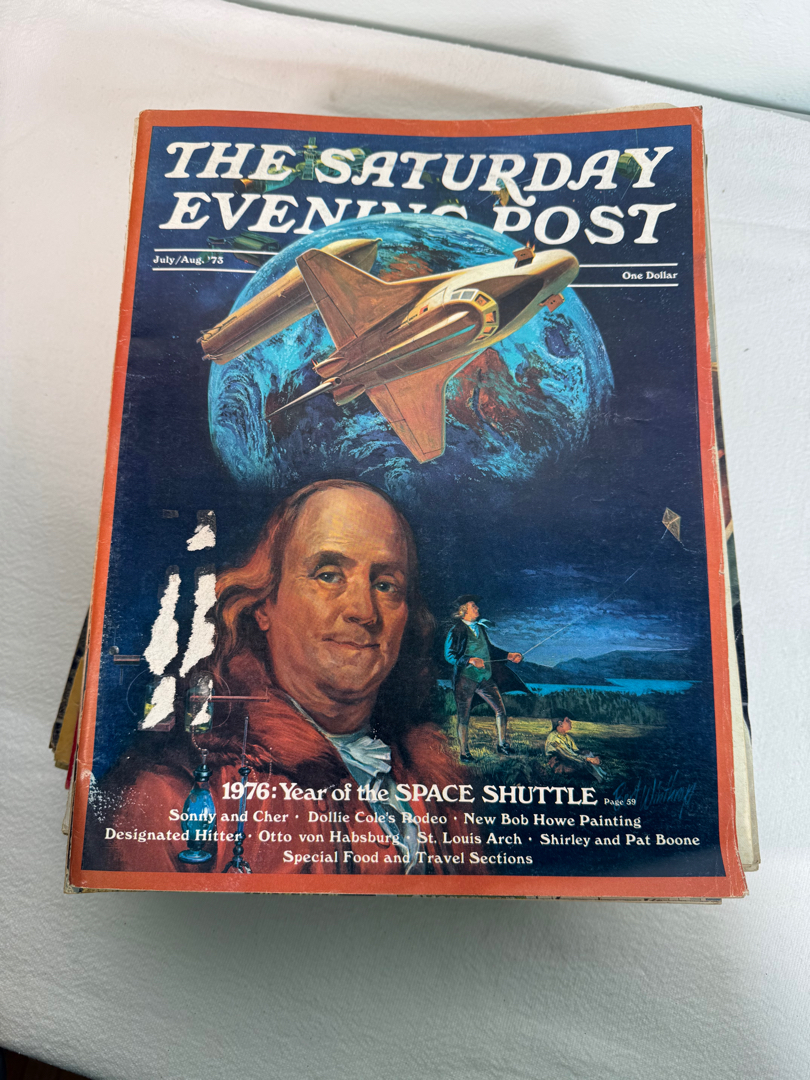 THE SATURDAY
EVENING POST
July/Aug. '73
One Dollar
1976: Year of the SPACE SHUTTLE Page 59
Sonny and Cher · Dollie Cole's Rodeo · New Bob Howe Painting
Designated Hitter · Otto von Habsburg · St. Louis Arch · Shirley and Pat Boone
Special Food and Travel Sections